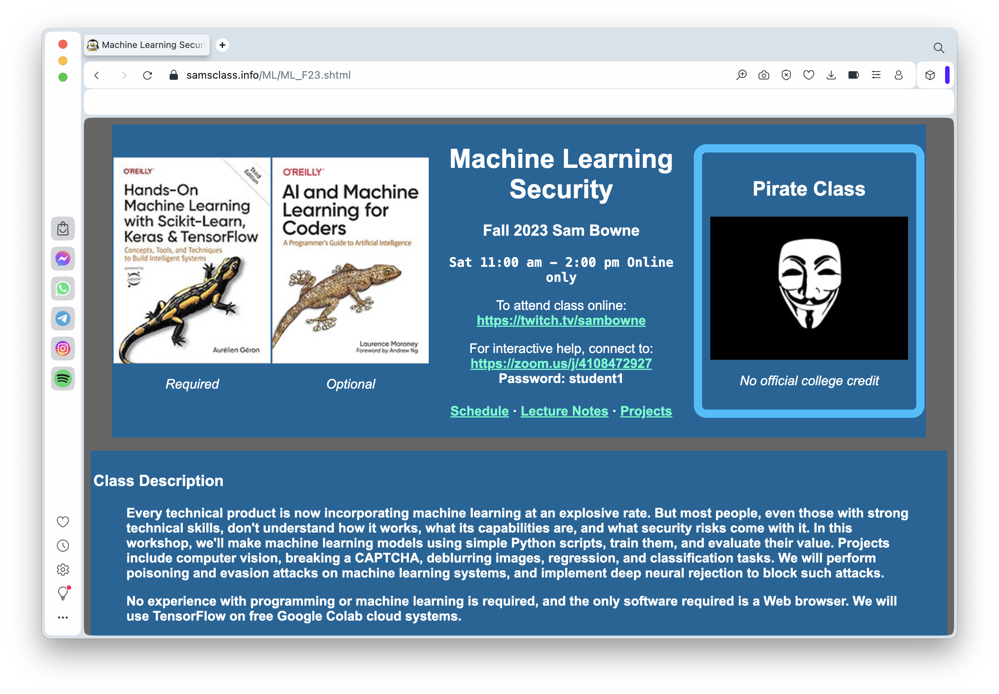 Machine Learning Securi
samsclass.info/ML/ML_F23.shtml
O'REILLY®
Third
Edition
Hands-On
Machine Learning
with Scikit-Learn,
Keras & TensorFlow
Concepts, Tools, and Techniques
to Build Intelligent Systems
powered by
jupyter
Aurélien Géron
Required
O'REILLY®
AI and Machine
Learning for
Coders
A Programmer's Guide to Artificial Intelligence
Laurence Moroney
Foreword by Andrew Ng
Optional
Machine Learning
Security
Fall 2023 Sam Bowne
Sat 11:00 am – 2:00 pm Online
only
To attend class online:
https://twitch.tv/sambowne
For interactive help, connect to:
https://zoom.us/j/4108472927
Password: student1
Schedule · Lecture Notes · Projects
Pirate Class
No official college credit
Class Description
Every technical product is now incorporating machine learning at an explosive rate. But most people, even those with strong
technical skills, don't understand how it works, what its capabilities are, and what security risks come with it. In this
workshop, we'll make machine learning models using simple Python scripts, train them, and evaluate their value. Projects
include computer vision, breaking a CAPTCHA, deblurring images, regression, and classification tasks. We will perform
poisoning and evasion attacks on machine learning systems, and implement deep neural rejection to block such attacks.
No experience with programming or machine learning is required, and the only software required is a Web browser. We will
use TensorFlow on free Google Colab cloud systems.